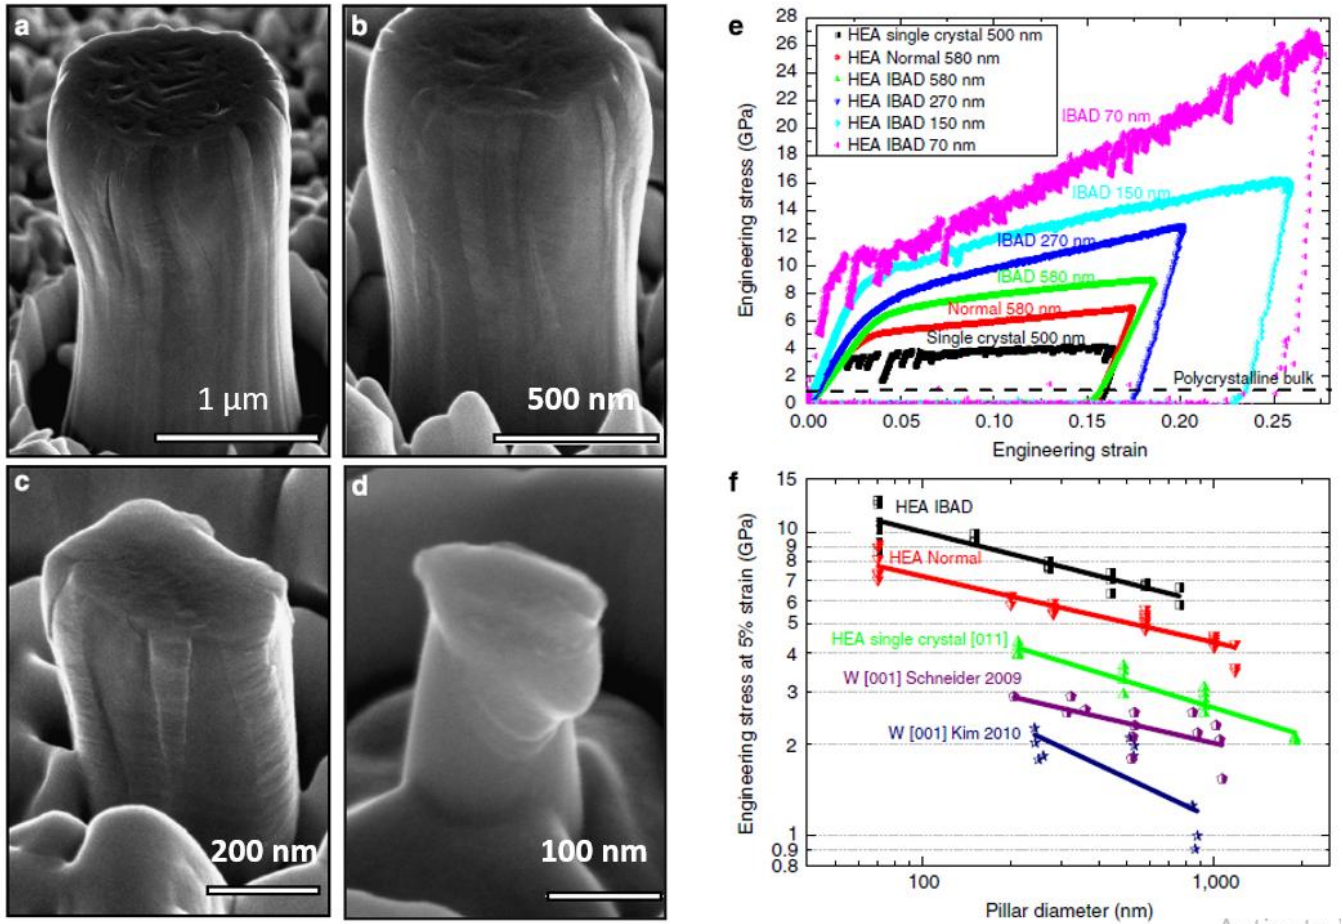 a
1 µm
b
500 nm
c
200 nm
d
100 nm
e
HEA single crystal 500 nm
HEA Normal 580 nm
HEA IBAD 580 nm
HEA IBAD 270 nm
HEA IBAD 150 nm
HEA IBAD 70 nm
IBAD 70 nm
IBAD 150 nm
IBAD 270 nm
IBAD 580 nm
Normal 580 nm
Single crystal 500 nm
Polycrystalline bulk
Engineering stress (GPa)
28
26
24
22
20
18
16
14
12
10
8
6
4
2
0
0.00 0.05 0.10 0.15 0.20 0.25
Engineering strain
f
HEA IBAD
HEA Normal
HEA single crystal [011]
W [001] Schneider 2009
W [001] Kim 2010
Engineering stress at 5% strain (GPa)
15
10
9
8
7
6
5
4
3
2
1
0.9
0.8
100 1,000
Pillar diameter (nm)